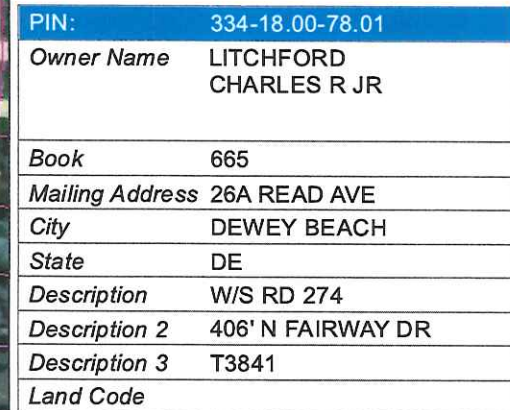 PIN: 334-18.00-78.01
Owner Name LITCHFORD
CHARLES R JR
Book 665
Mailing Address 26A READ AVE
City DEWEY BEACH
State DE
Description W/S RD 274
Description 2 406' N FAIRWAY DR
Description 3 T3841
Land Code